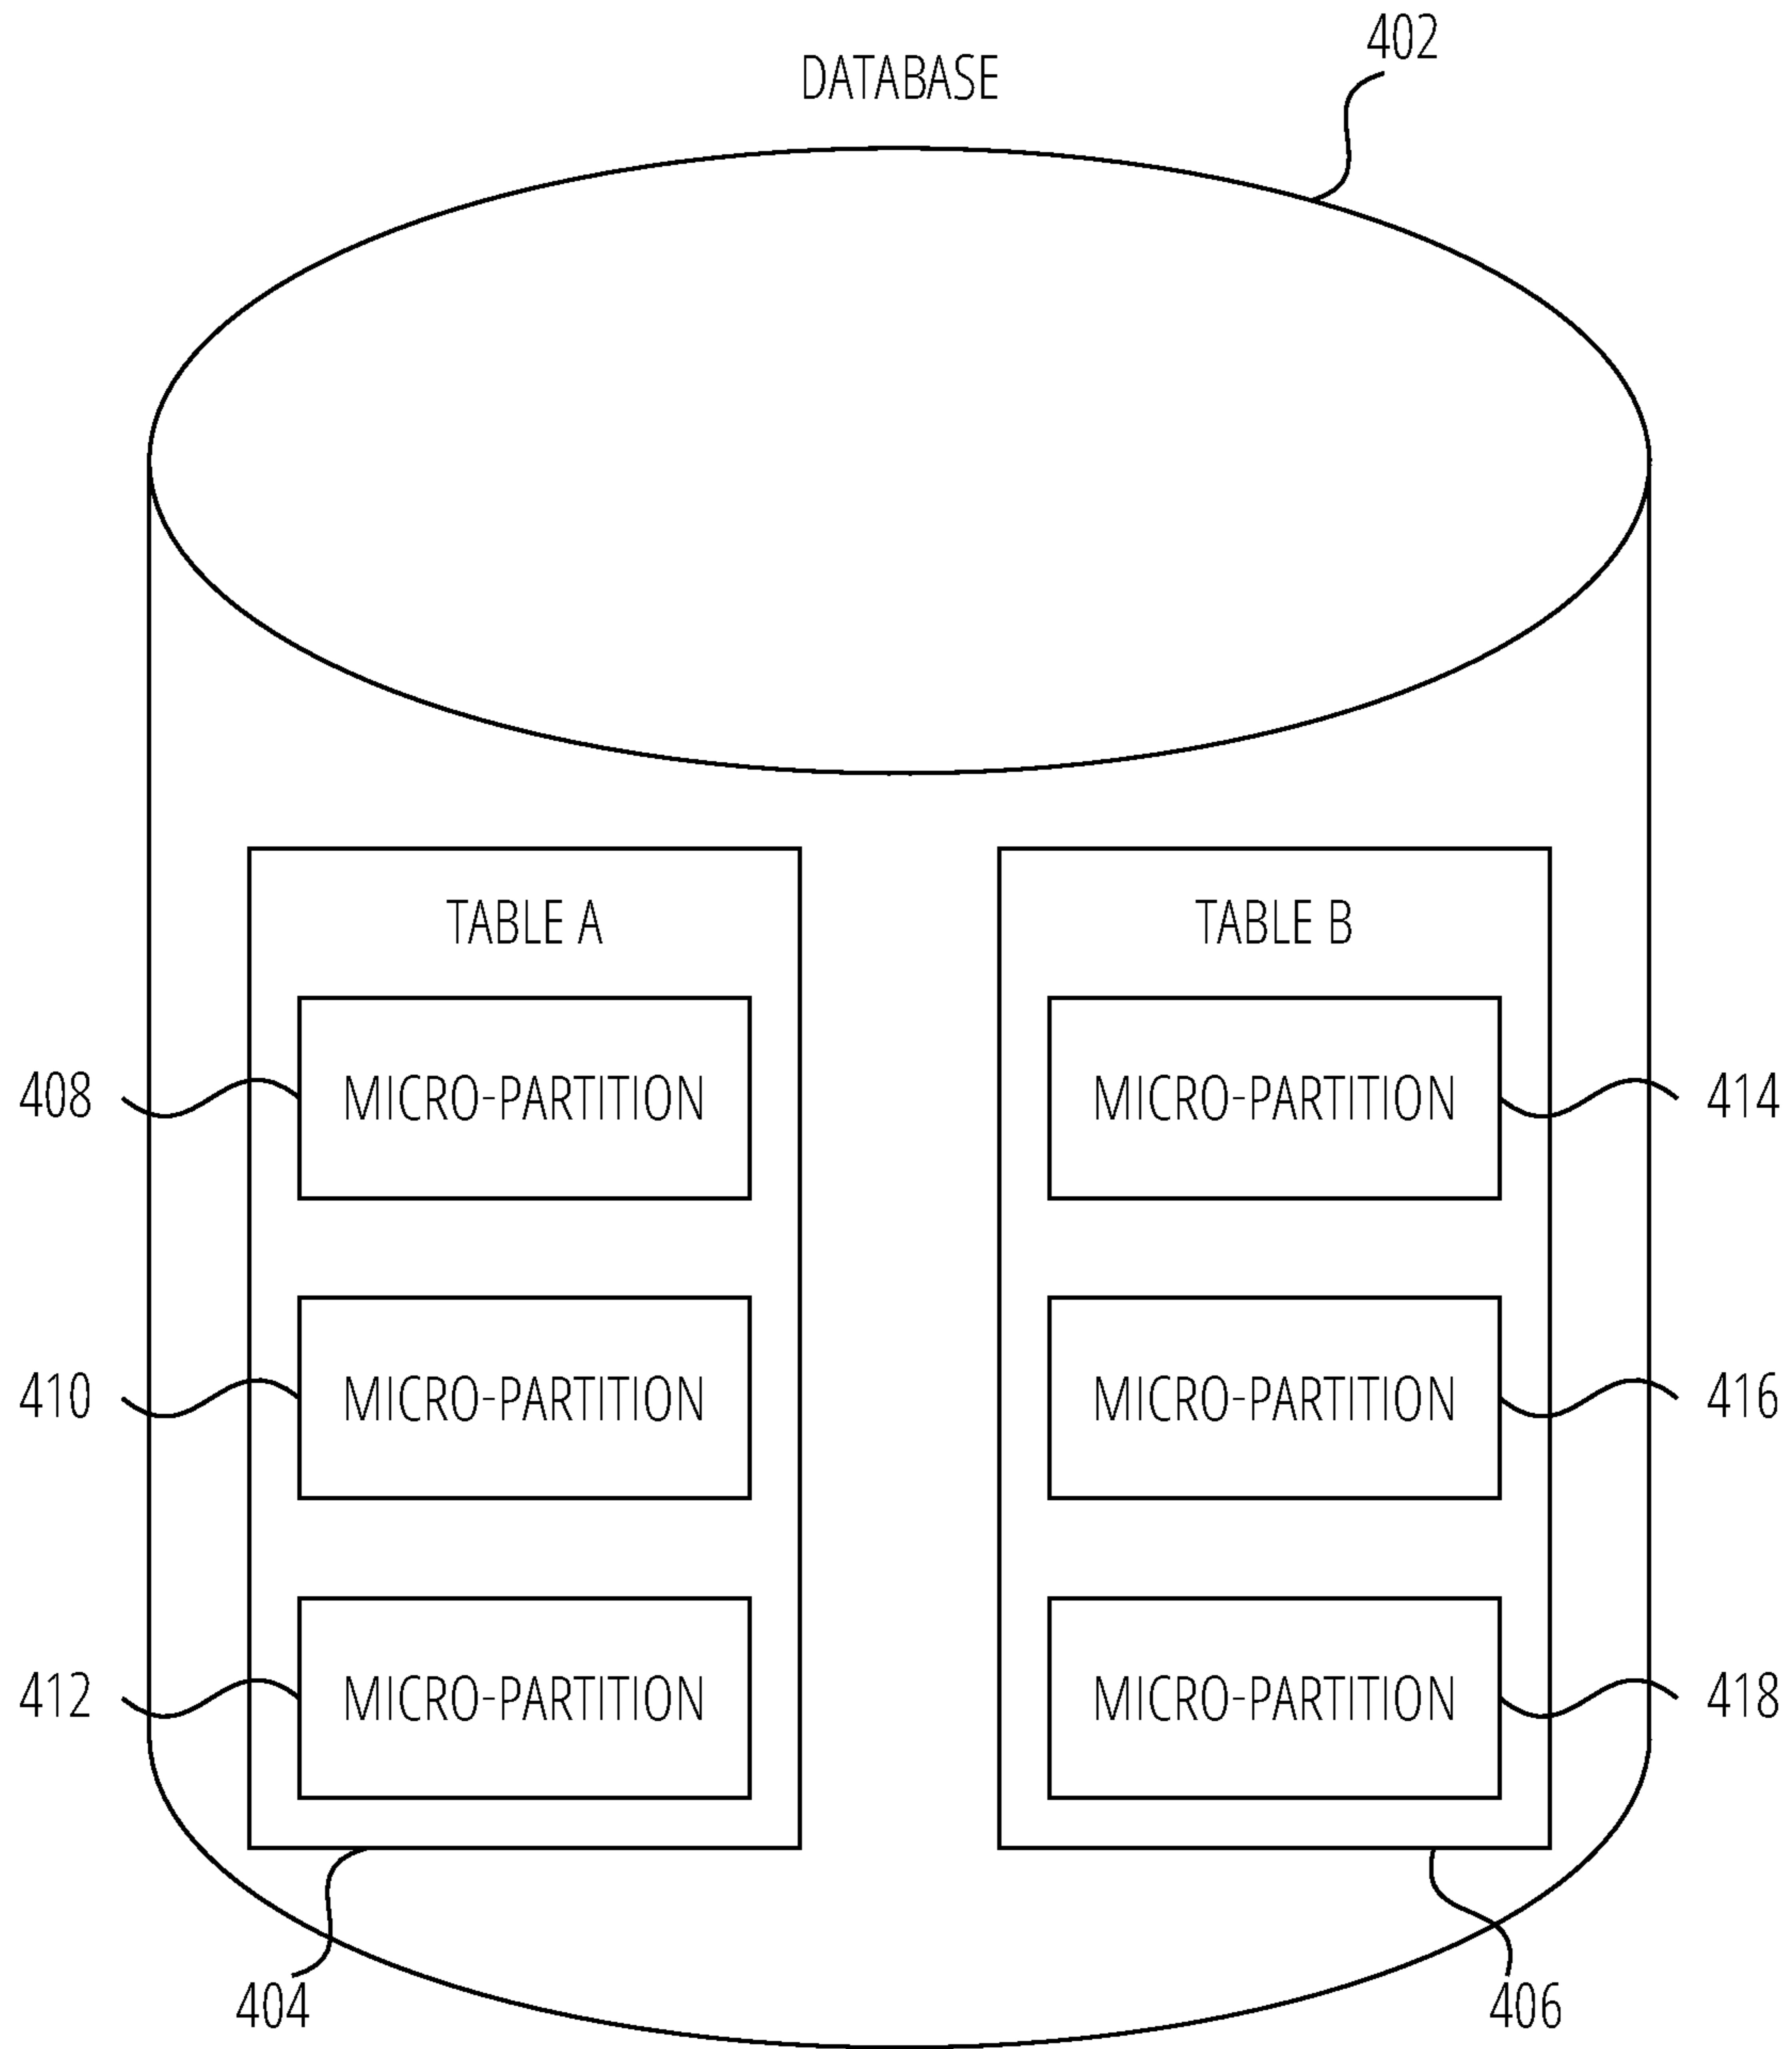 402
DATABASE
TABLE A
TABLE B
408
MICRO-PARTITION
MICRO-PARTITION
414
410
MICRO-PARTITION
MICRO-PARTITION
416
412
MICRO-PARTITION
MICRO-PARTITION
418
404
406